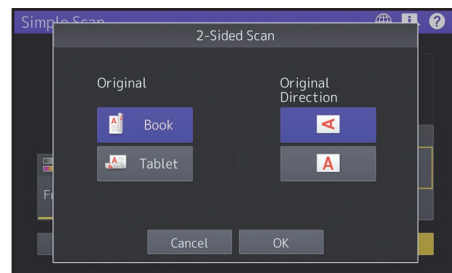 Simple Scan
2-Sided Scan
Original
Book
Tablet
Original
Direction
A
A
Cancel
OK